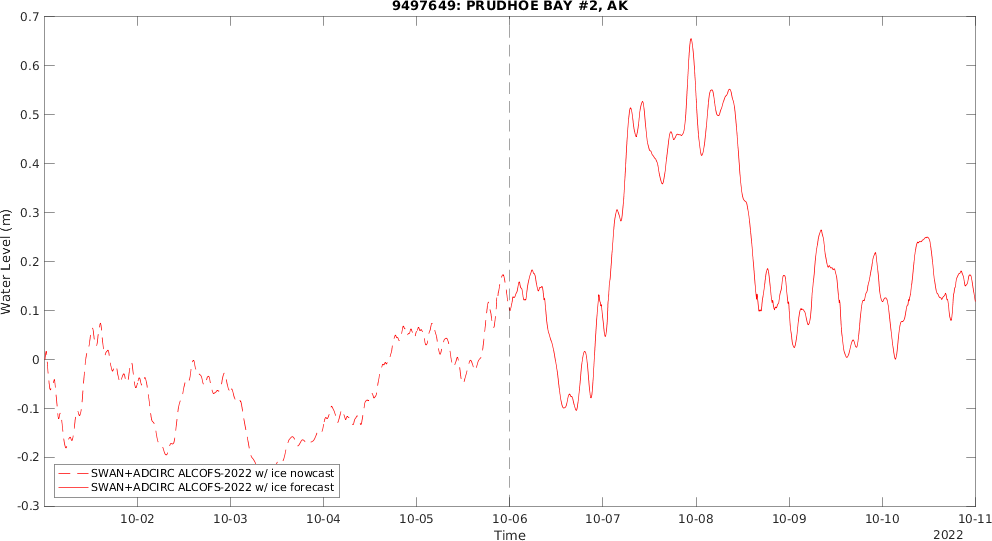 9497649: PRUDHOE BAY #2, AK
0.7
0.6
0.5
0.4
0.3
0.2
0.1
0
-0.1
-0.2
-0.3
Water Level (m)
SWAN+ADCIRC ALCOFS-2022 w/ ice nowcast
SWAN+ADCIRC ALCOFS-2022 w/ ice forecast
10-02 10-03 10-04 10-05 10-06 10-07 10-08 10-09 10-10 10-11
Time
2022